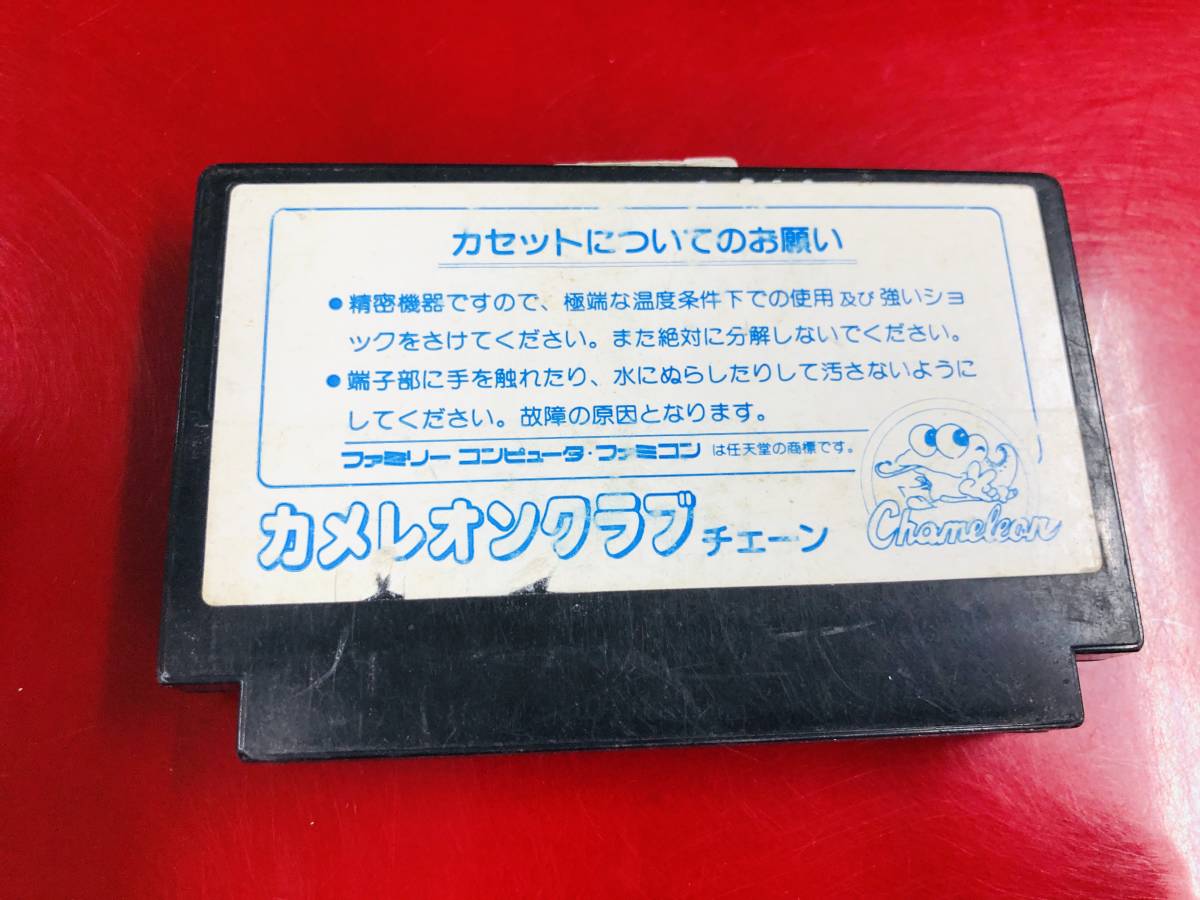 カセットについてのお願い
●精密機器ですので、極端な温度条件下での使用及び強いショ
ックをさけてください。また絶対に分解しないでください。
●端子部に手を触れたり、水にぬらしたりして汚さないように
してください。故障の原因となります。
ファミリーコンピュータ・ファミコン は任天堂の商標です。
カメレオンクラブチェーン
Chameleon